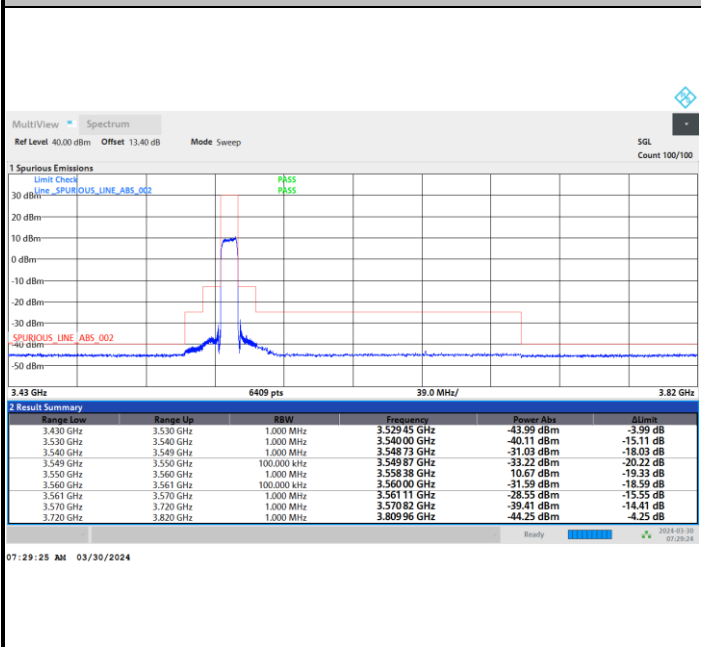 MultiView Spectrum
Ref Level 40.00 dBm Offset 13.40 dB Mode Sweep SGL
Count 100/100
1 Spurious Emissions
Limit Check PASS
Line _SPURIOUS_LINE_ABS_002 PASS
30 dBm
20 dBm
10 dBm
0 dBm
-10 dBm
-20 dBm
-30 dBm
SPURIOUS_LINE_ABS_002
-40 dBm
-50 dBm
3.43 GHz 6409 pts 39.0 MHz/ 3.82 GHz
2 Result Summary
Range Low Range Up RBW Frequency Power Abs ΔLimit
3.430 GHz 3.530 GHz 1.000 MHz 3.52945 GHz -43.99 dBm -3.99 dB
3.530 GHz 3.540 GHz 1.000 MHz 3.54000 GHz -40.11 dBm -15.11 dB
3.540 GHz 3.549 GHz 1.000 MHz 3.54873 GHz -31.03 dBm -18.03 dB
3.549 GHz 3.550 GHz 100.000 kHz 3.54987 GHz -33.22 dBm -20.22 dB
3.550 GHz 3.560 GHz 1.000 MHz 3.55838 GHz 10.67 dBm -19.33 dB
3.560 GHz 3.561 GHz 100.000 kHz 3.56000 GHz -31.59 dBm -18.59 dB
3.561 GHz 3.570 GHz 1.000 MHz 3.56111 GHz -28.55 dBm -15.55 dB
3.570 GHz 3.720 GHz 1.000 MHz 3.57082 GHz -39.41 dBm -14.41 dB
3.720 GHz 3.820 GHz 1.000 MHz 3.80996 GHz -44.25 dBm -4.25 dB
Ready 2024-03-30
07:29:24
07:29:25 AM 03/30/2024